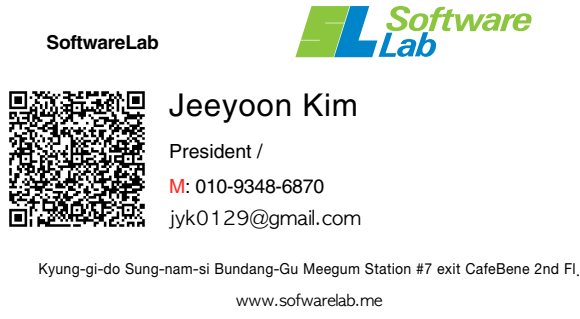 SoftwareLab
SL Software
Lab
Jeeyoon Kim
President /
M: 010-9348-6870
jyk0129@gmail.com
Kyung-gi-do Sung-nam-si Bundang-Gu Meegum Station #7 exit CafeBene 2nd Fl
www.sofwarelab.me